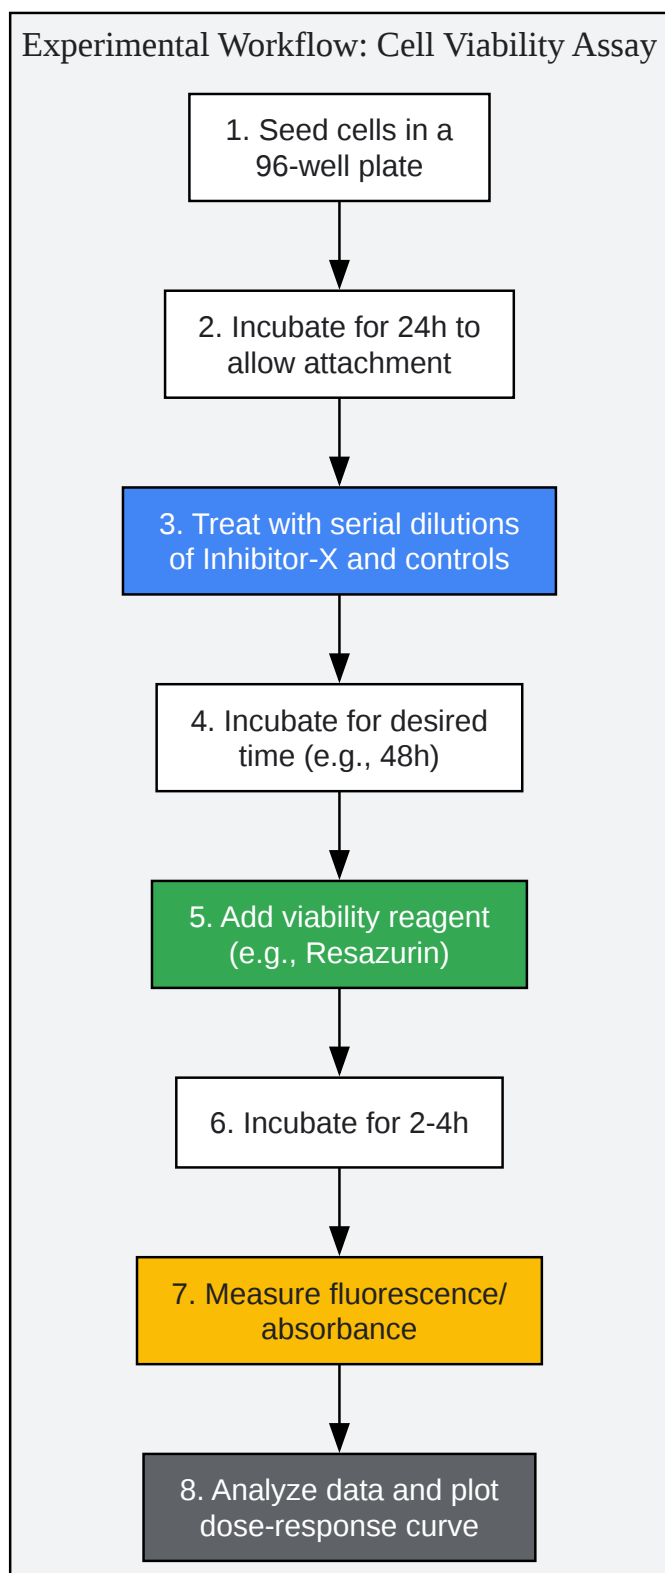 Experimental Workflow: Cell Viability Assay
1. Seed cells in a
96-well plate
2. Incubate for 24h to
allow attachment
3. Treat with serial dilutions
of Inhibitor-X and controls
4. Incubate for desired
time (e.g., 48h)
5. Add viability reagent
(e.g., Resazurin)
6. Incubate for 2-4h
7. Measure fluorescence/
absorbance
8. Analyze data and plot
dose-response curve